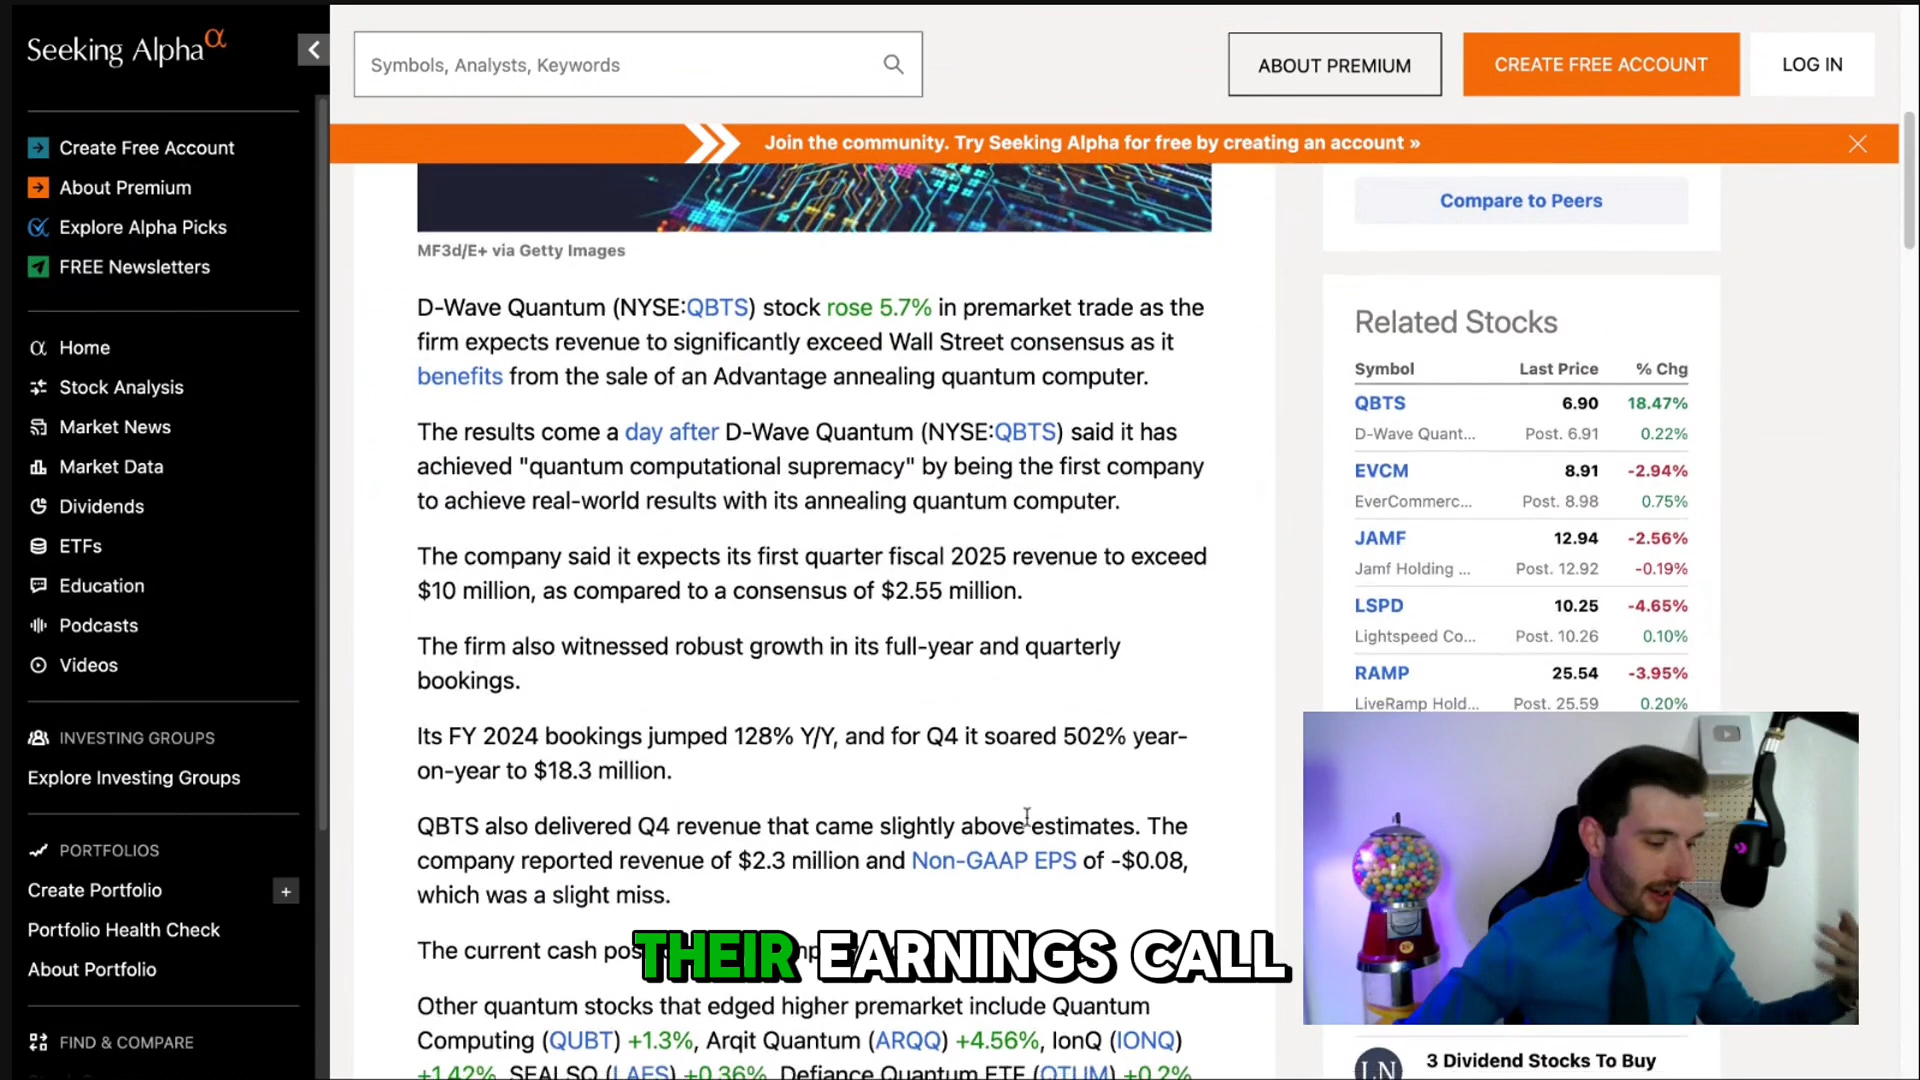 Seeking Alpha α
Create Free Account
About Premium
Explore Alpha Picks
FREE Newsletters
Home
Stock Analysis
Market News
Market Data
Dividends
ETFs
Education
Podcasts
Videos
INVESTING GROUPS
Explore Investing Groups
PORTFOLIOS
Create Portfolio
+
Portfolio Health Check
About Portfolio
FIND & COMPARE
Symbols, Analysts, Keywords
ABOUT PREMIUM
CREATE FREE ACCOUNT
LOG IN
Join the community. Try Seeking Alpha for free by creating an account »
MF3d/E+ via Getty Images
D-Wave Quantum (NYSE:QBTS) stock rose 5.7% in premarket trade as the
firm expects revenue to significantly exceed Wall Street consensus as it
benefits from the sale of an Advantage annealing quantum computer.
The results come a day after D-Wave Quantum (NYSE:QBTS) said it has
achieved "quantum computational supremacy" by being the first company
to achieve real-world results with its annealing quantum computer.
The company said it expects its first quarter fiscal 2025 revenue to exceed
$10 million, as compared to a consensus of $2.55 million.
The firm also witnessed robust growth in its full-year and quarterly
bookings.
Its FY 2024 bookings jumped 128% Y/Y, and for Q4 it soared 502% year-
on-year to $18.3 million.
QBTS also delivered Q4 revenue that came slightly above estimates. The
company reported revenue of $2.3 million and Non-GAAP EPS of -$0.08,
which was a slight miss.
The current cash
THEIR EARNINGS CALL
Other quantum stocks that edged higher premarket include Quantum
Computing (QUBT) +1.3%, Arqit Quantum (ARQQ) +4.56%, IonQ (IONQ)
+1.42%, SEALSQ (LAES) +0.36%, Defiance Quantum ETF (QTUM) +0.2%
Compare to Peers
Related Stocks
Symbol Last Price % Chg
QBTS 6.90 18.47%
D-Wave Quant... Post. 6.91 0.22%
EVCM 8.91 -2.94%
EverCommerc... Post. 8.98 0.75%
JAMF 12.94 -2.56%
Jamf Holding ... Post. 12.92 -0.19%
LSPD 10.25 -4.65%
Lightspeed Co... Post. 10.26 0.10%
RAMP 25.54 -3.95%
LiveRamp Hold... Post. 25.59 0.20%
LN
3 Dividend Stocks To Buy